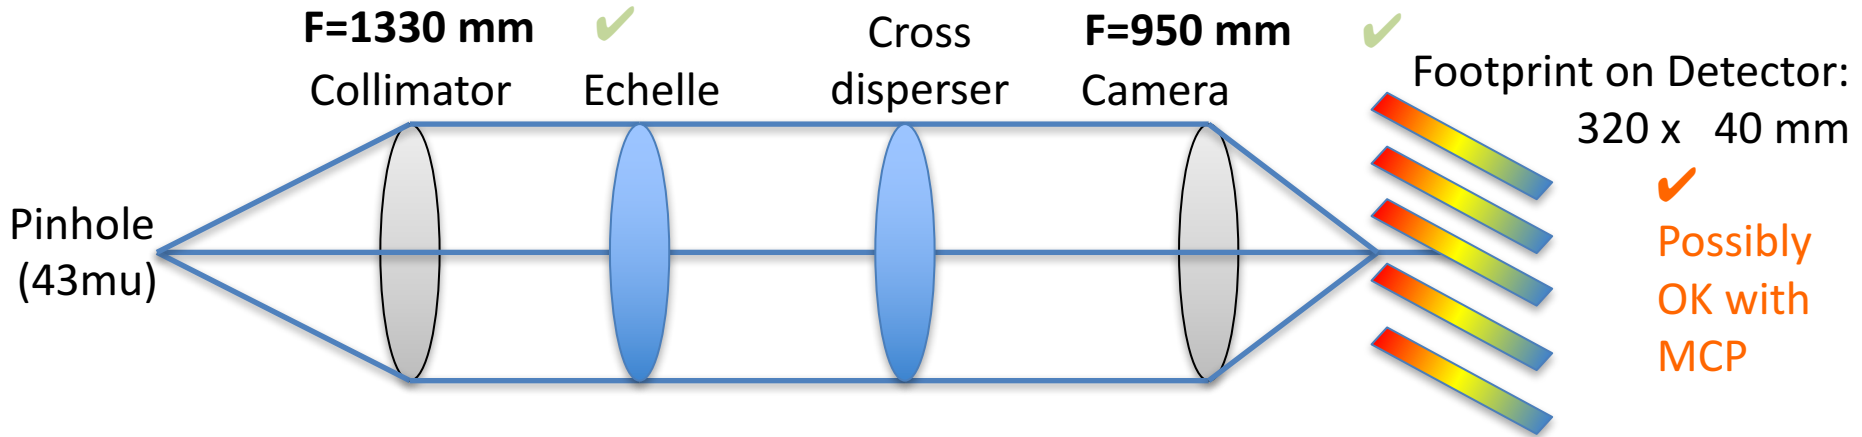 F=1330 mm ✔
Collimator
Echelle
Cross
disperser
F=950 mm ✔
Camera
Footprint on Detector:
320 x   40 mm
✔
Possibly
OK with
MCP
Pinhole
(43mu)